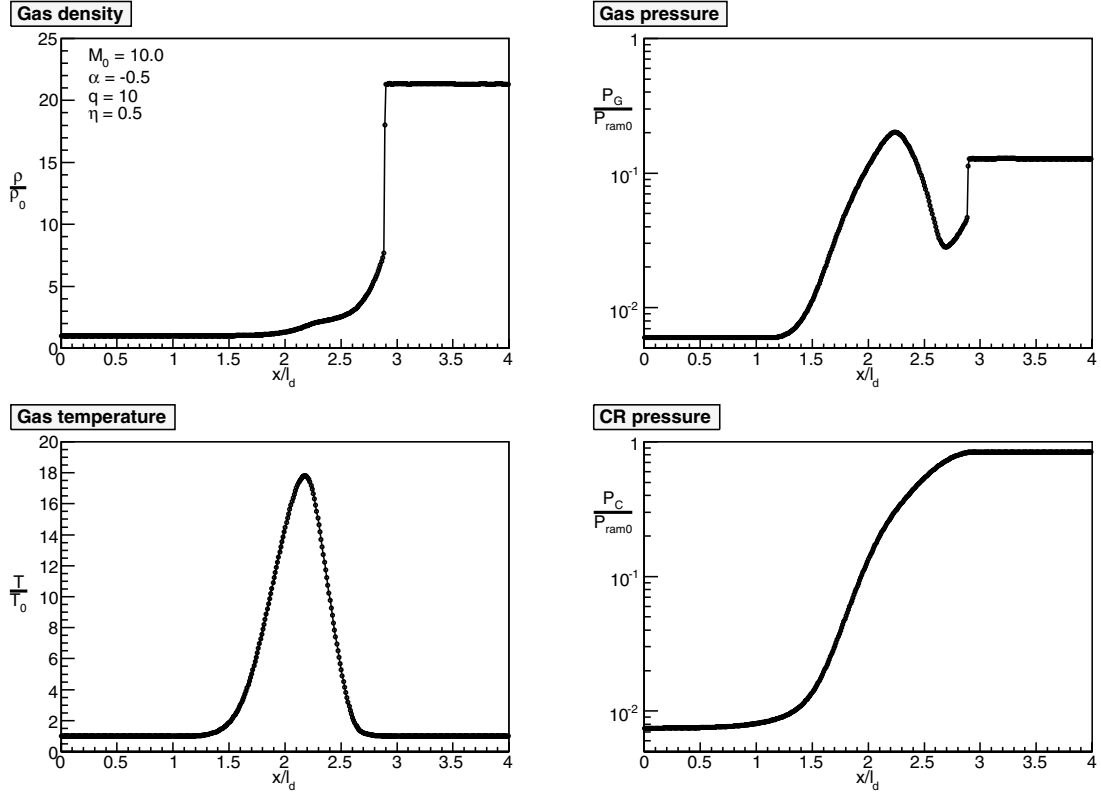 Gas density
25
20
15
10
5
0
ρ
ρ0
M0 = 10.0
α = -0.5
q = 10
η = 0.5
0 0.5 1 1.5 2 2.5 3 3.5 4
x/ld
Gas pressure
1
10-1
10-2
PG
Pram0
0 0.5 1 1.5 2 2.5 3 3.5 4
x/ld
Gas temperature
20
18
16
14
12
10
8
6
4
2
0
T
T0
0 0.5 1 1.5 2 2.5 3 3.5 4
x/ld
CR pressure
1
10-1
10-2
PC
Pram0
0 0.5 1 1.5 2 2.5 3 3.5 4
x/ld